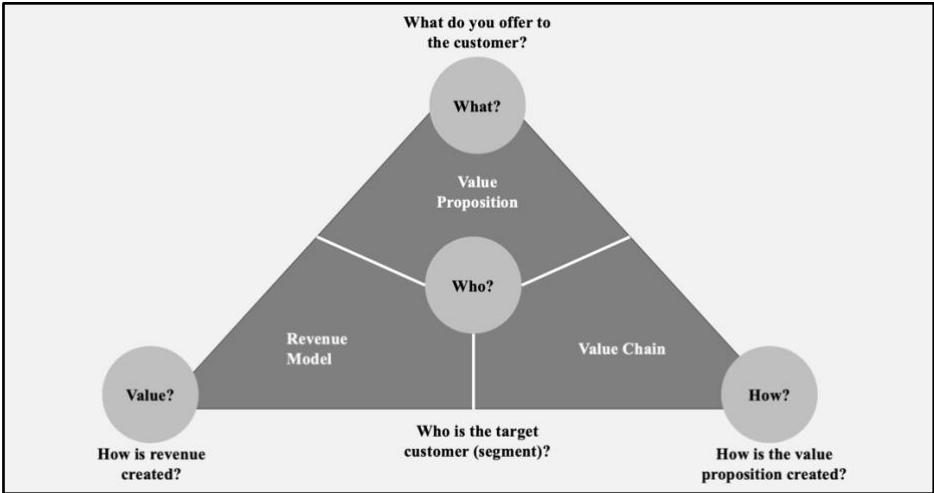 What do you offer to
the customer?
What?
Value
Proposition
Who?
Revenue
Model
Value Chain
Value?
How?
Who is the target
customer (segment)?
How is revenue
created?
How is the value
proposition created?